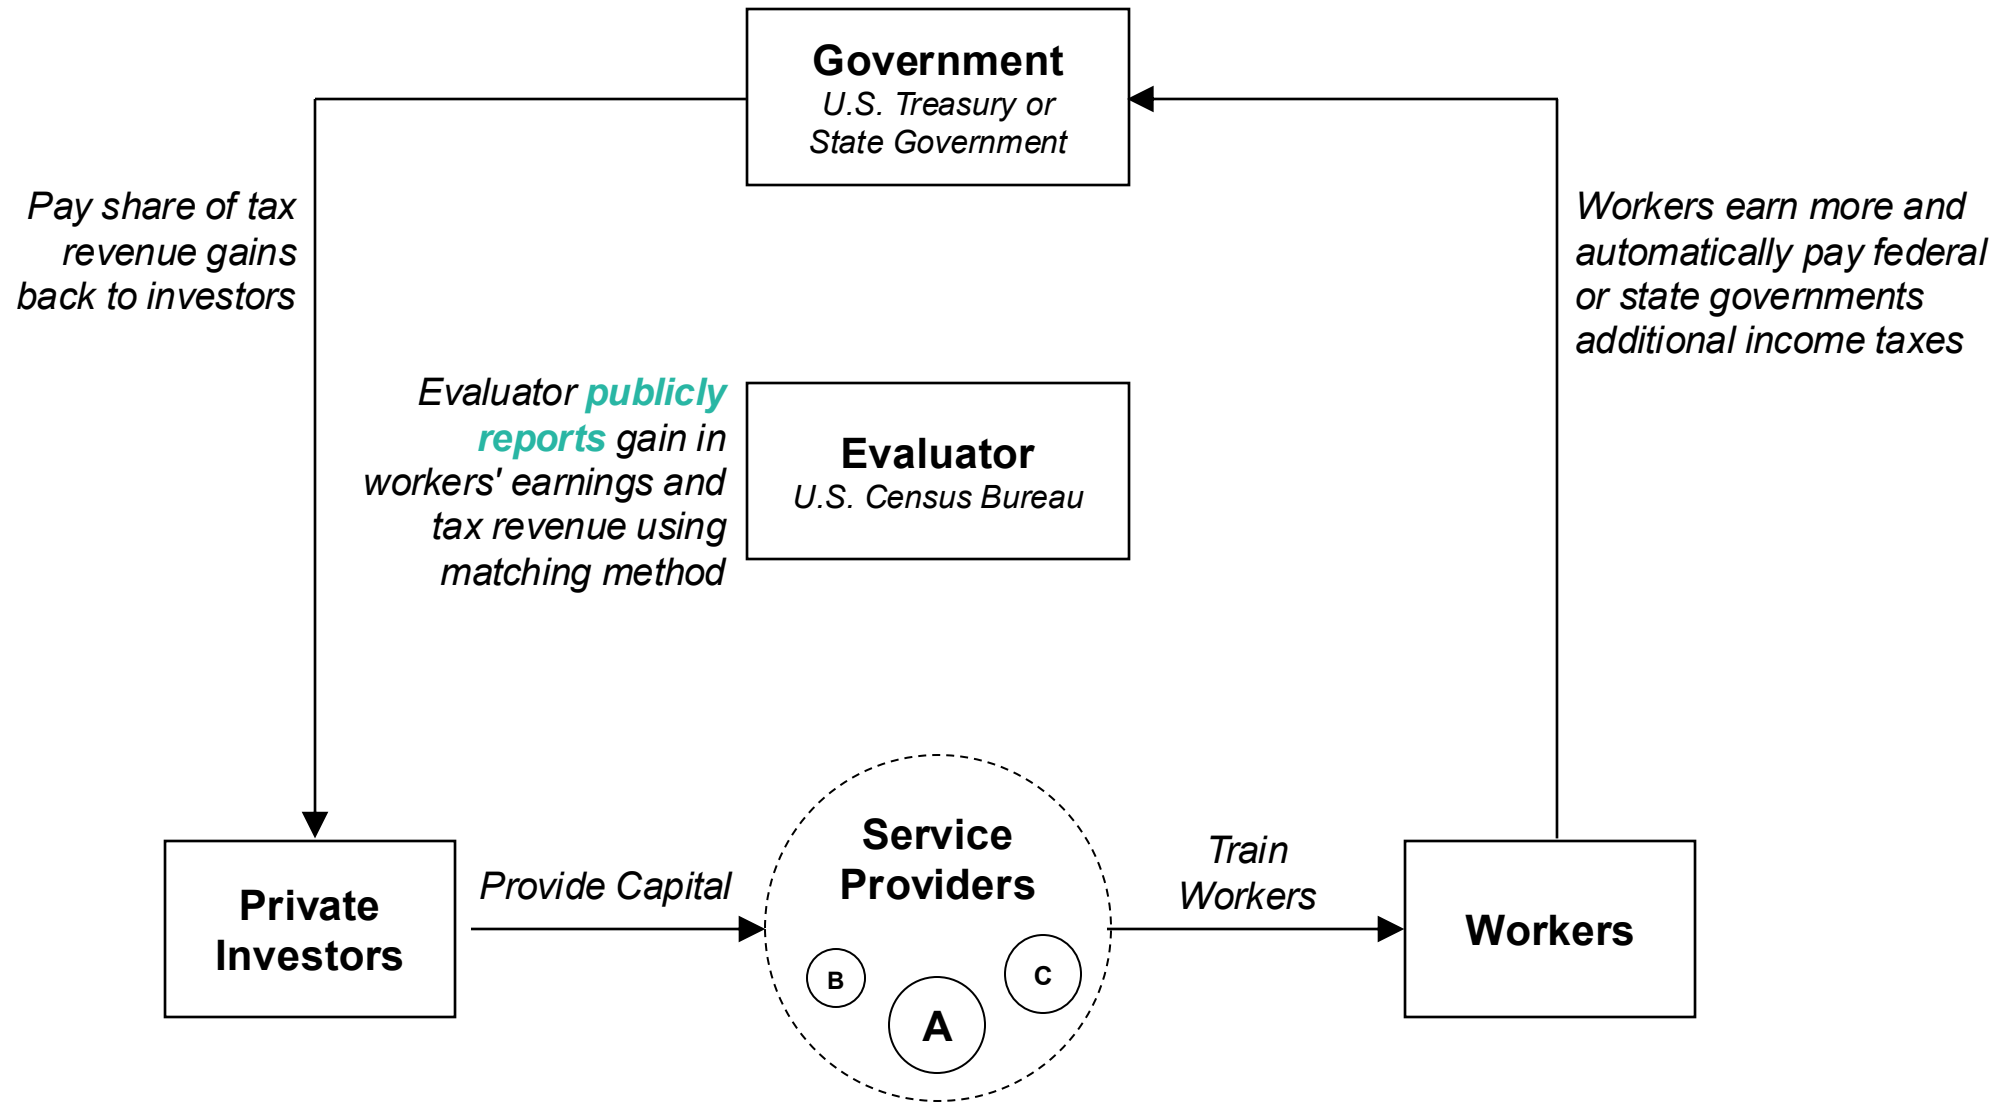 Government
U.S. Treasury or
State Government
Pay share of tax
revenue gains
back to investors
Workers earn more and
automatically pay federal
or state governments
additional income taxes
Evaluator publicly
reports gain in
workers' earnings and
tax revenue using
matching method
Evaluator
U.S. Census Bureau
Private
Investors
Provide Capital
Service
Providers
B
A
C
Train
Workers
Workers